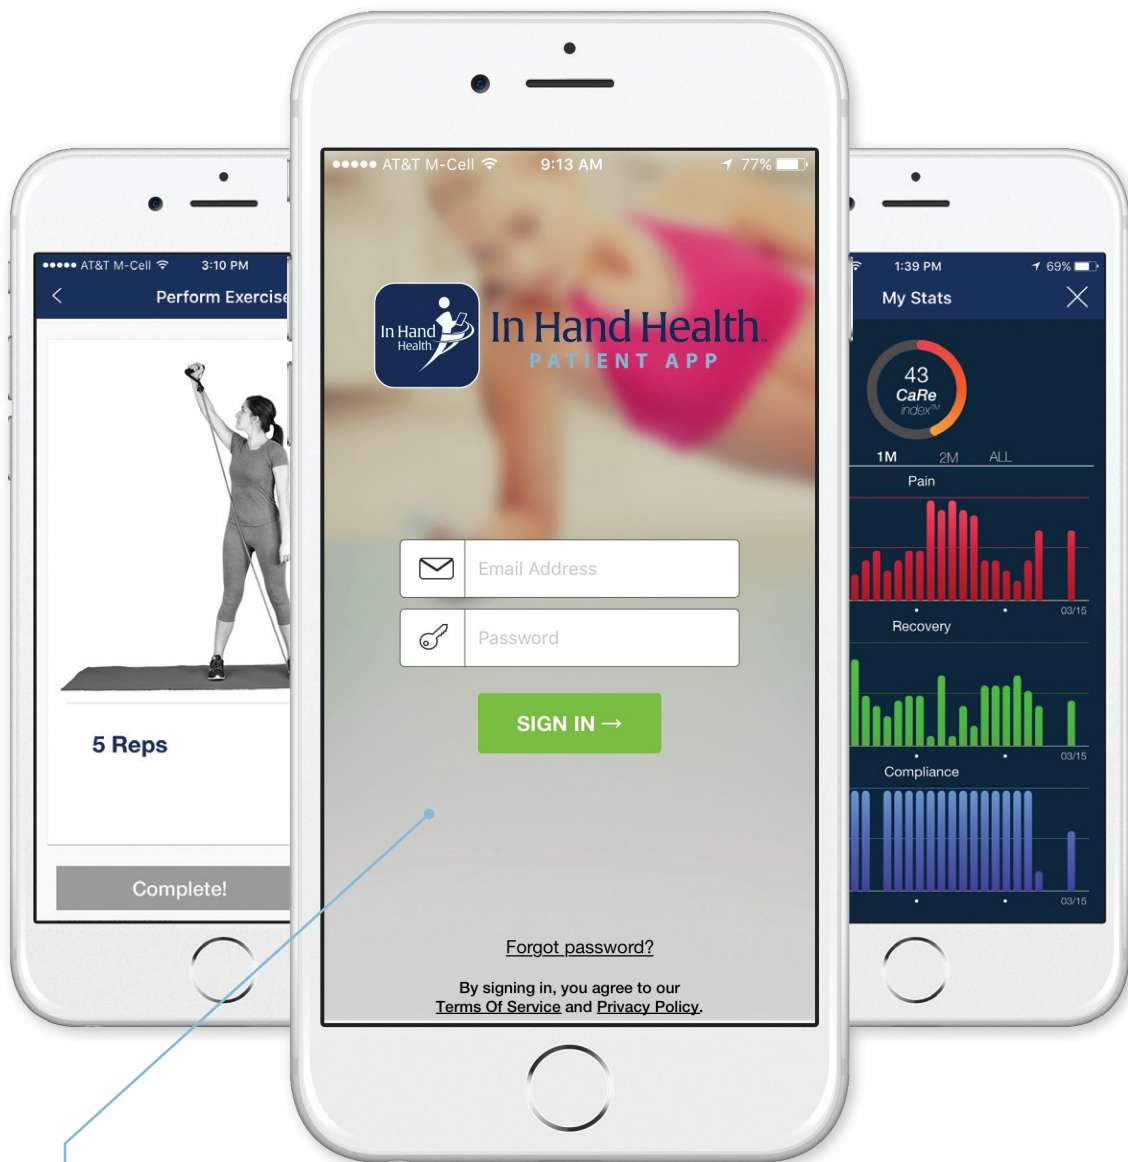 ●●●●● AT&T M-Cell 3:10 PM
Perform Exercise
5 Reps
Complete!
●●●●● AT&T M-Cell 9:13 AM 77%
In Hand
Health
In Hand Health™
PATIENT APP
Email Address
Password
SIGN IN →
Forgot password?
By signing in, you agree to our
Terms Of Service and Privacy Policy.
1:39 PM 69%
My Stats
43
CaRe
index™
1M 2M ALL
Pain
03/15
Recovery
03/15
Compliance
03/15